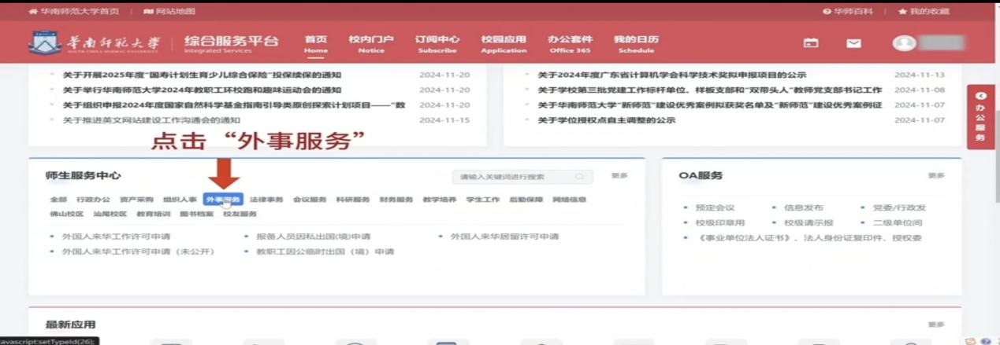 华南师范大学首页 | 网站地图
华师百科 | 我的收藏
华南师范大学 综合服务平台 首页 校内门户 订阅中心 校园应用 办公套件 我的日历
SOUTH CHINA NORMAL UNIVERSITY Integrated Services Home Notice Subscribe Application Office 365 Schedule
关于开展2025年度“国寿计划生育少儿综合保险”投保续保的通知 2024-11-20
关于举行华南师范大学2024年教职工环校跑和趣味运动会的通知 2024-11-20
关于组织申报2024年度国家自然科学基金指南引导类原创探索计划项目——“数 2024-11-20
关于推进英文网站建设工作沟通会的通知 2024-11-15
关于2024年度广东省计算机学会科学技术奖拟申报项目的公示 2024-11-13
关于学校第三批党建工作标杆单位、样板支部和“双带头人”教师党支部书记工作 2024-11-08
关于华南师范大学“新师范”建设优秀案例拟获奖名单及“新师范”建设优秀案例征 2024-11-07
关于学位授权点自主调整的公示 2024-11-07
办公服务
点击“外事服务”
师生服务中心 请输入关键词进行搜索 更多
全部 行政办公 资产采购 组织人事 外事服务 法律事务 会议服务 科研服务 财务服务 教学培养 学生工作 后勤保障 网络信息
佛山校区 汕尾校区 教育培训 图书档案 校友服务
外国人来华工作许可申请 报备人员因私出国(境)申请 外国人来华居留许可申请
外国人来华工作许可申请（未公开） 教职工因公临时出国（境）申请
OA服务 更多
预定会议 信息发布 党委/行政发
校级印章用 校级请示报 二级单位间
《事业单位法人证书》、法人身份证复印件、授权委
最新应用 更多
avascript:setTypeId(26);